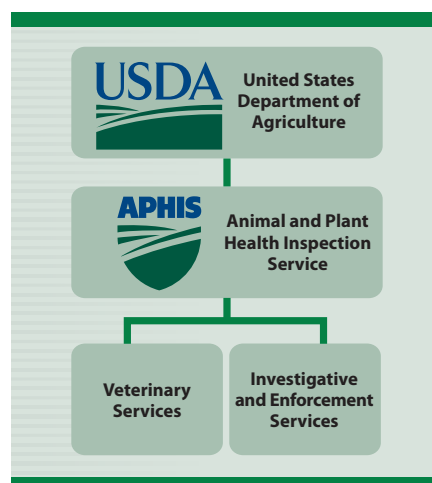 USDA
United States
Department of
Agriculture
APHIS
Animal and Plant
Health Inspection
Service
Veterinary
Services
Investigative
and Enforcement
Services